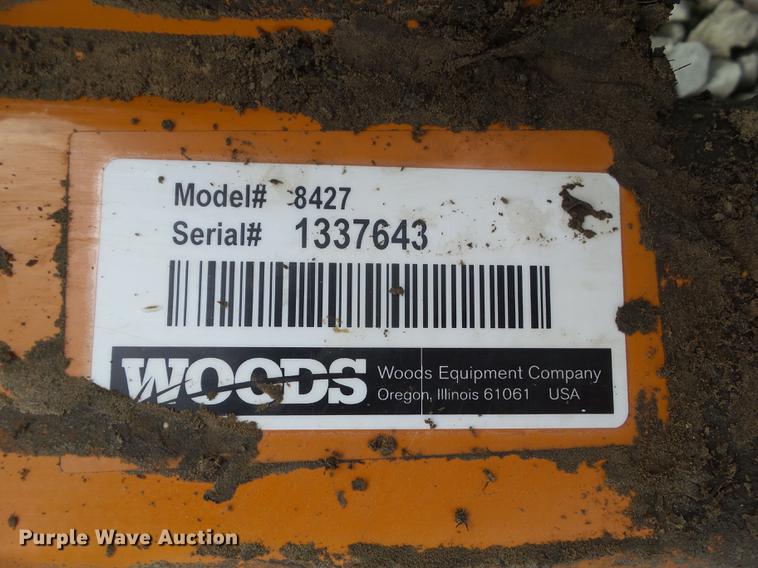 Model# 8427
Serial# 1337643
WOODS Woods Equipment Company
Oregon, Illinois 61061 USA
Purple Wave Auction